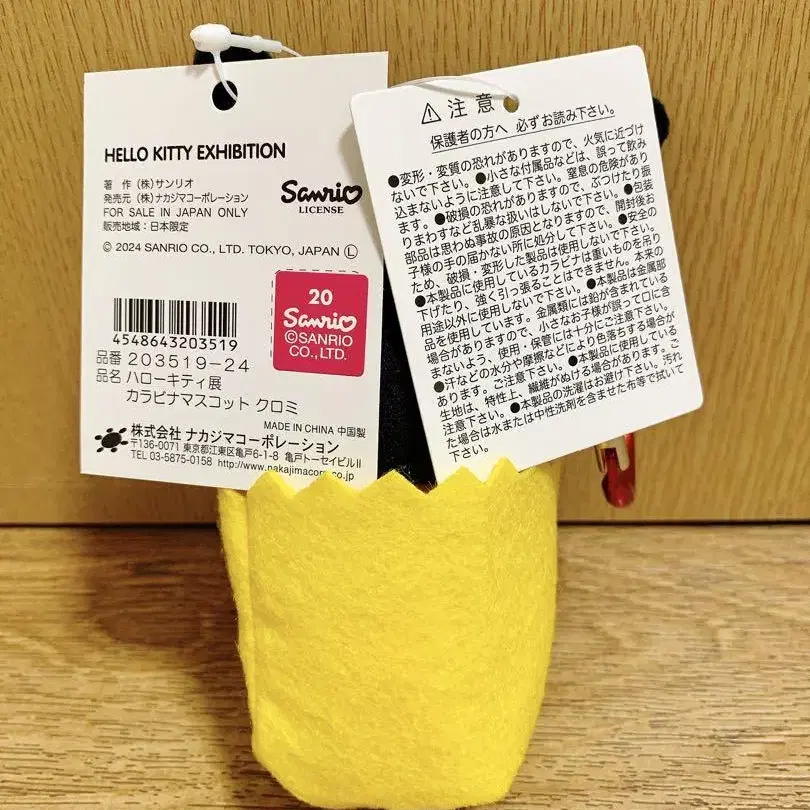 HELLO KITTY EXHIBITION
著 作 (株)サンリオ
発売元 (株)ナカジマコーポレーション
FOR SALE IN JAPAN ONLY
販売地域:日本限定
Sanrio
LICENSE
© 2024 SANRIO CO., LTD. TOKYO, JAPAN Ⓛ
20
Sanrio
©SANRIO
CO., LTD.
4548643203519
品番 203519-24
品名 ハローキティ展
カラビナマスコット クロミ
MADE IN CHINA 中国製
株式会社 ナカジマコーポレーション
〒136-0071 東京都江東区亀戸6-1-8 亀戸トーセイビルⅡ
TEL 03-5875-0158 http://www.nakajimacorp.co.jp
⚠ 注意
保護者の方へ 必ずお読み下さい。
●変形・変質の恐れがありますので、火気に近づけ
ないで下さい。●小さな付属品などは、誤って飲み
込まないように注意して下さい。窒息の危険があり
ます。●破損の恐れがありますので、ぶつけたり振
りまわすなど乱暴な扱いはしないで下さい。●包装
部品は思わぬ事故の原因となりますので、開封後お
子様の手の届かない所に処分して下さい。●安全の
ため、破損・変形した製品は使用しないで下さい。
●本製品に使用しているカラビナは重いものを吊り
下げたり、強く引っ張ることはできません。本来の
用途以外に使用しないで下さい。●本製品は金属部
品を使用しています。金属類には鉛が含まれている
場合がありますので、小さなお子様が誤って口に含
まないよう、使用・保管には十分にご注意下さい。
●汗などの水分や摩擦などにより色落ちする場合が
あります。ご注意下さい。●本製品に使用している
生地は、特性上、繊維がぬける場合があります。ご
注意下さい。●本製品の洗濯はお避け下さい。汚れ
た場合は水または中性洗剤を含ませた布等で拭いて
下さい。